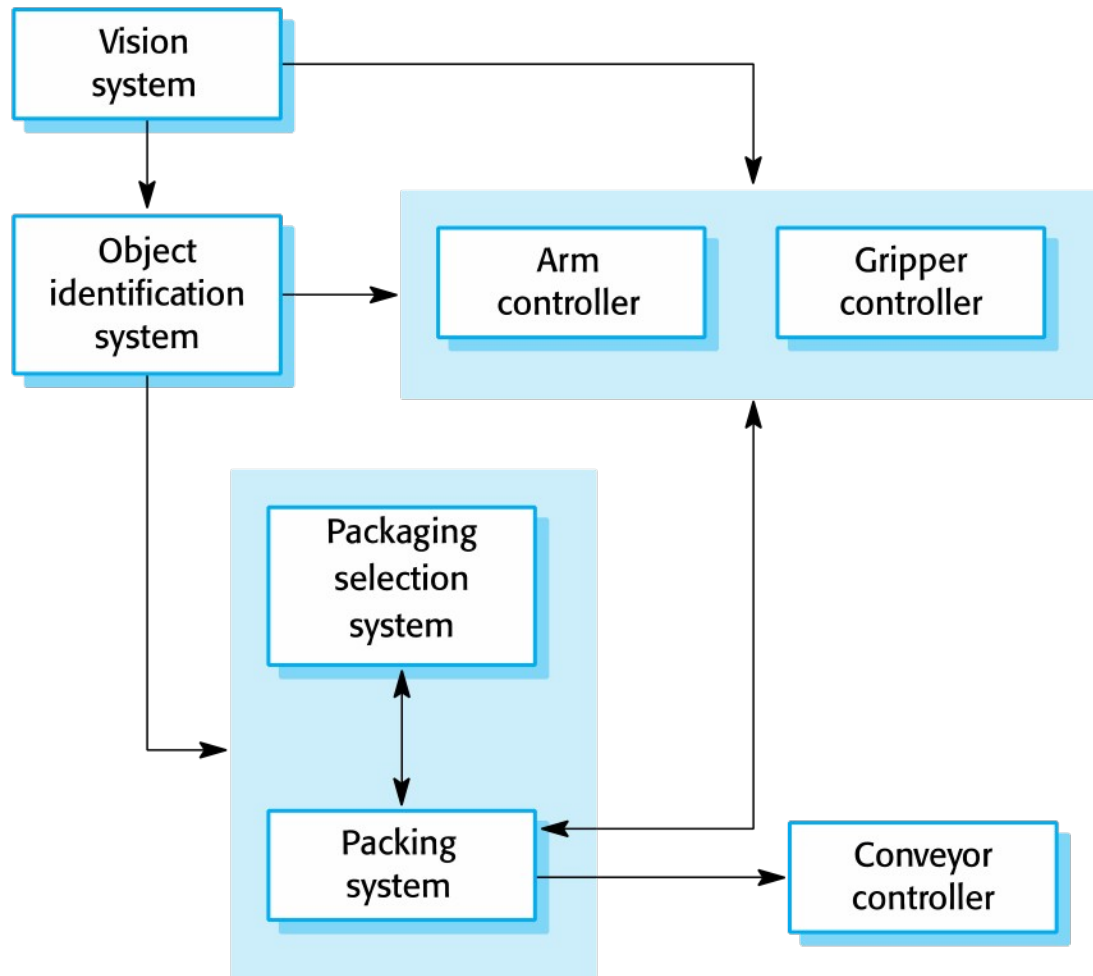 Vision
system
Object
identification
system
Arm
controller
Gripper
controller
Packaging
selection
system
Packing
system
Conveyor
controller